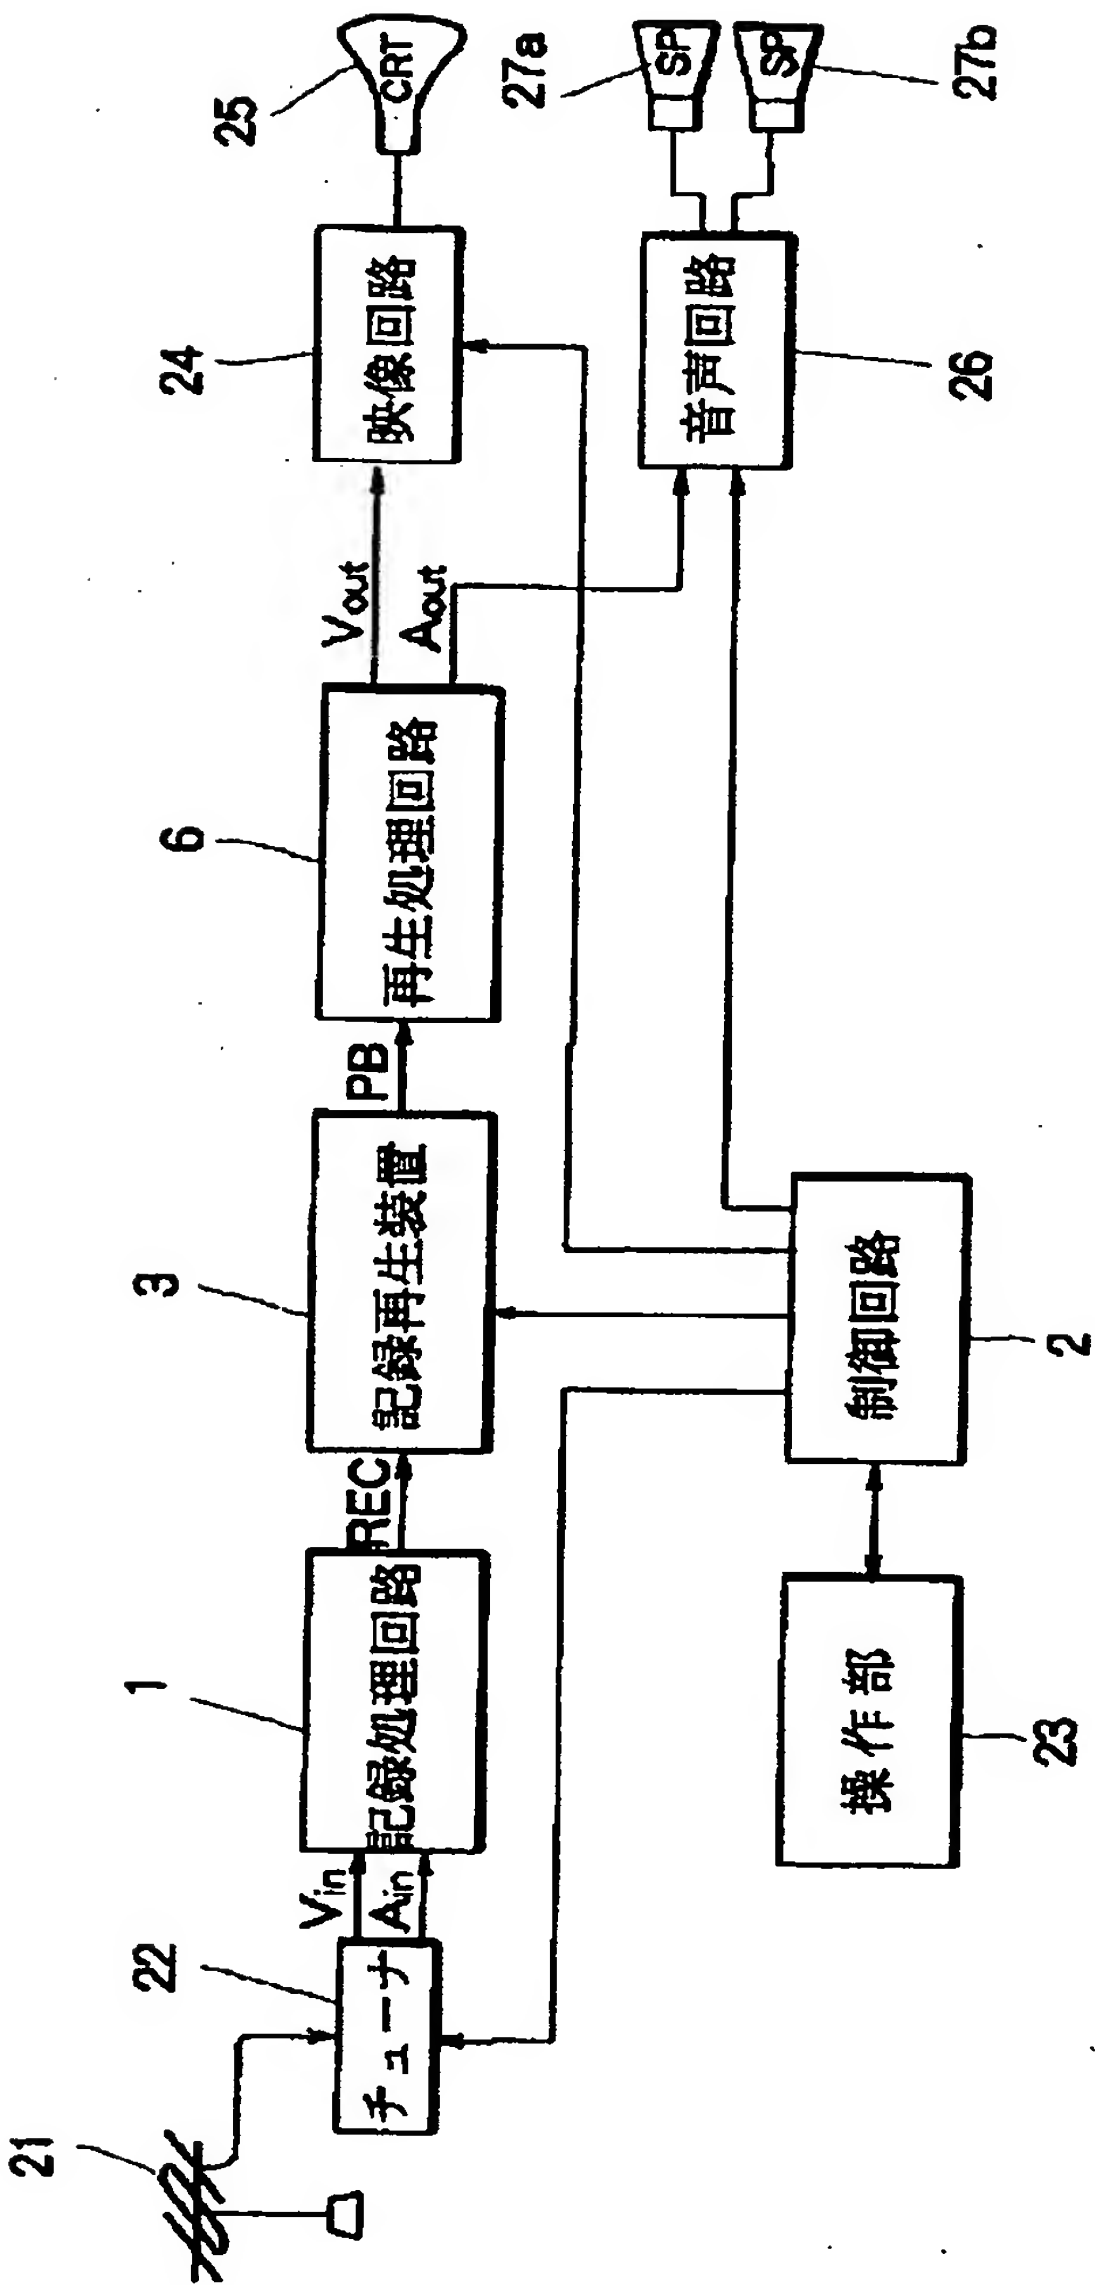 21
22
チューナ
Vin
Ain
1
記録処理回路
REC
3
記録再生装置
PB
6
再生処理回路
Vout
Aout
24
映像回路
25
CRT
27a
SP
SP
27b
音声回路
26
制御回路
2
操作部
23